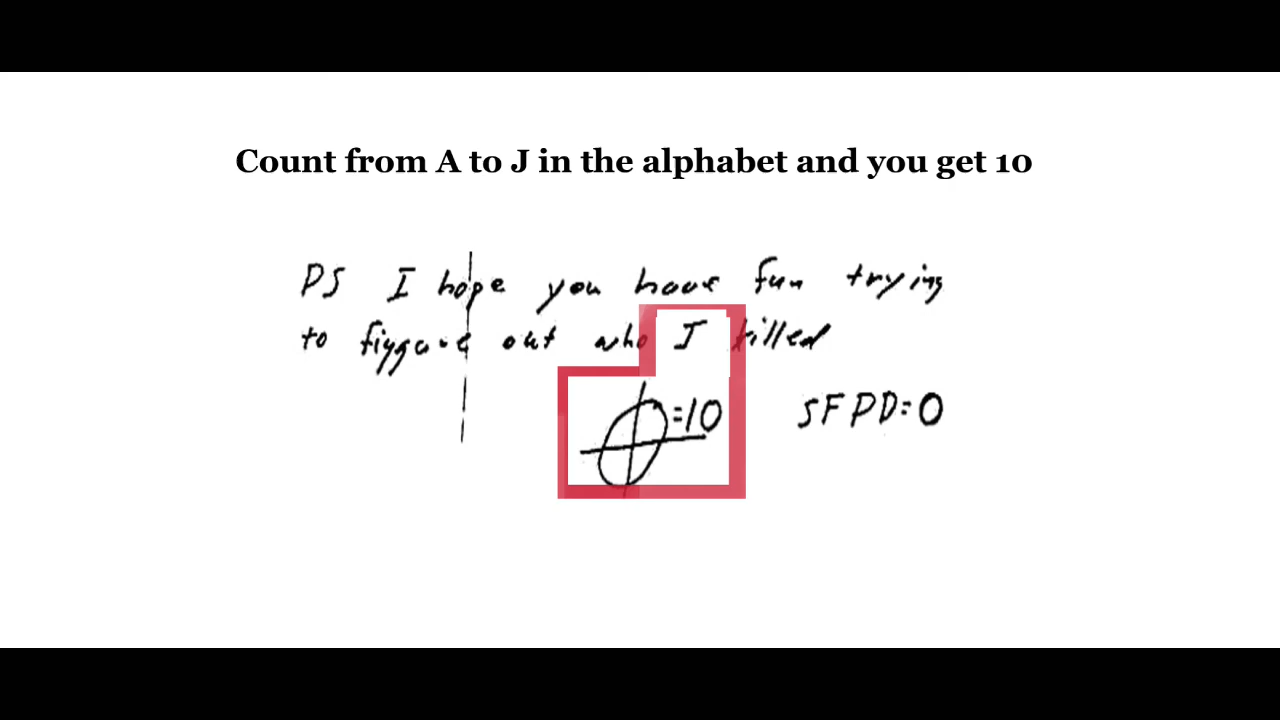 Count from A to J in the alphabet and you get 10
PS I hope you have fun trying
to figgure out who I killed
=10 SFPD=0